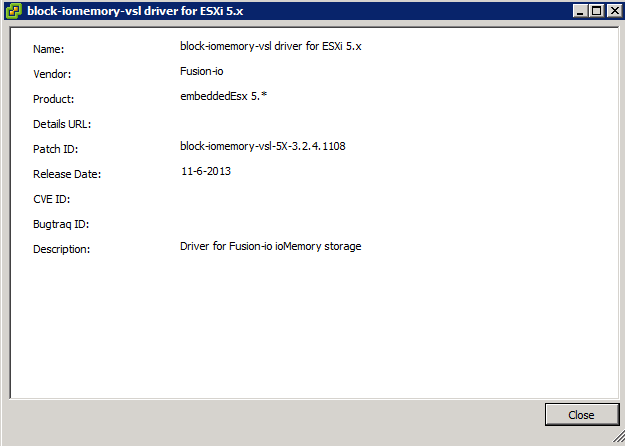 block-iomemory-vsl driver for ESXi 5.x
Name: block-iomemory-vsl driver for ESXi 5.x
Vendor: Fusion-io
Product: embeddedEsx 5.*
Details URL:
Patch ID: block-iomemory-vsl-5X-3.2.4.1108
Release Date: 11-6-2013
CVE ID:
Bugtraq ID:
Description: Driver for Fusion-io ioMemory storage
Close